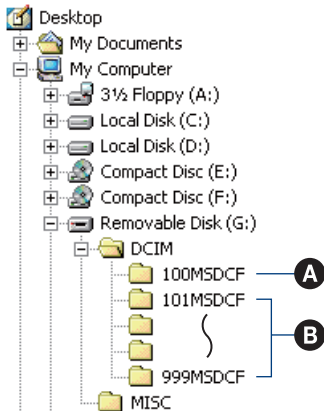 Desktop
My Documents
My Computer
3½ Floppy (A:)
Local Disk (C:)
Local Disk (D:)
Compact Disc (E:)
Compact Disc (F:)
Removable Disk (G:)
DCIM
100MSDCF A
101MSDCF
B
999MSDCF
MISC